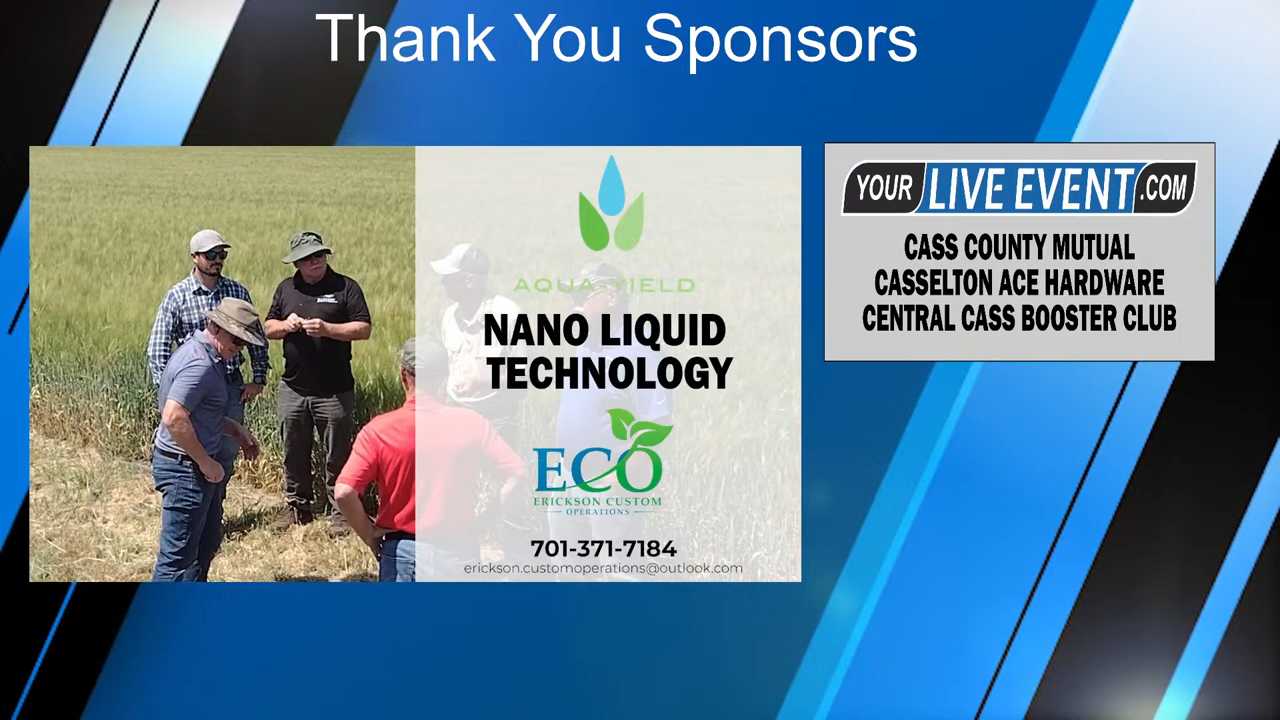 Thank You Sponsors
AQUA-YIELD
NANO LIQUID
TECHNOLOGY
ECO
ERICKSON CUSTOM
OPERATIONS
701-371-7184
erickson.customoperations@outlook.com
YOUR LIVE EVENT .COM
CASS COUNTY MUTUAL
CASSELTON ACE HARDWARE
CENTRAL CASS BOOSTER CLUB